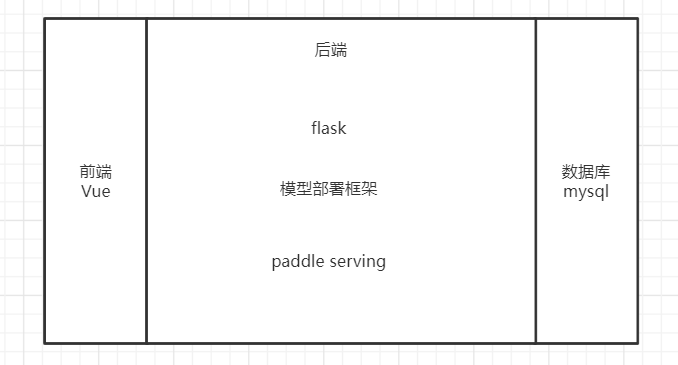 前端
Vue
后端
flask
模型部署框架
paddle serving
数据库
mysql